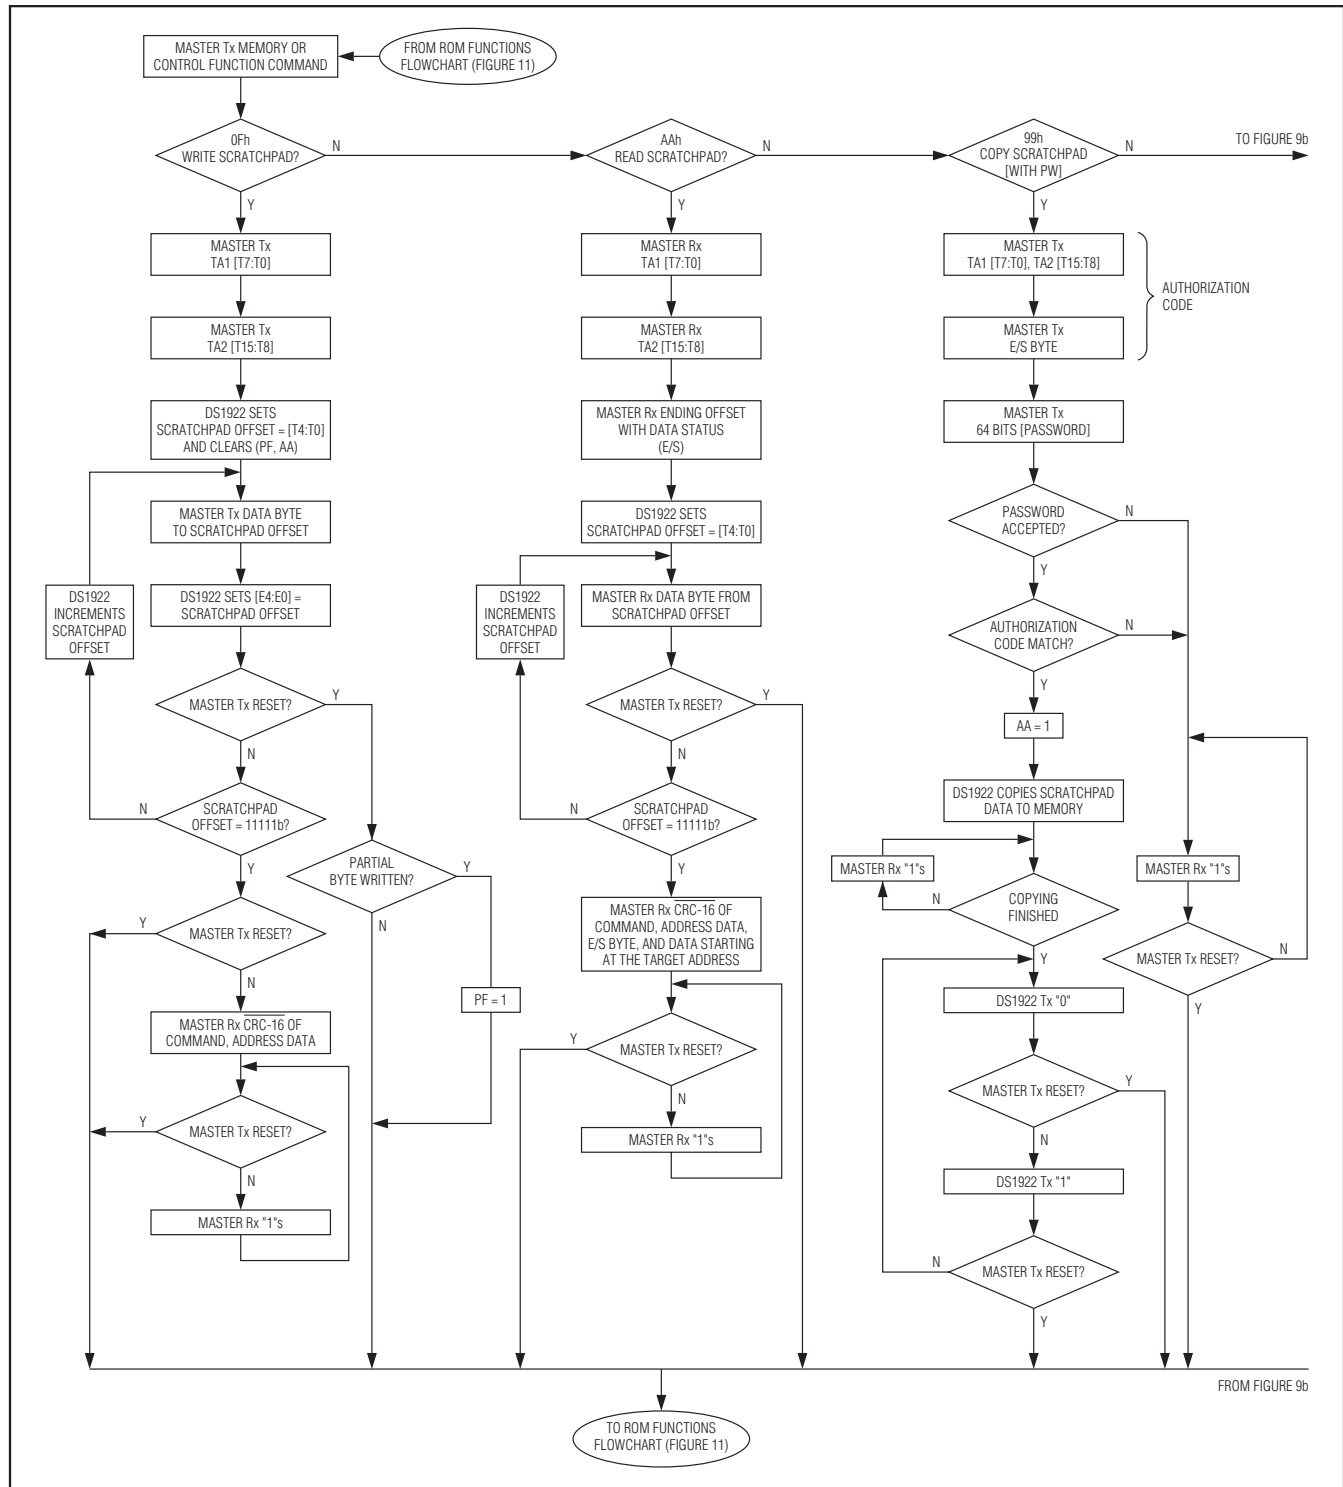 MASTER Tx MEMORY OR
CONTROL FUNCTION COMMAND
FROM ROM FUNCTIONS
FLOWCHART (FIGURE 11)
0Fh
WRITE SCRATCHPAD?
N
Y
MASTER Tx
TA1 [T7:T0]
MASTER Tx
TA2 [T15:T8]
DS1922 SETS
SCRATCHPAD OFFSET = [T4:T0]
AND CLEARS (PF, AA)
MASTER Tx DATA BYTE
TO SCRATCHPAD OFFSET
DS1922 SETS [E4:E0] =
SCRATCHPAD OFFSET
DS1922
INCREMENTS
SCRATCHPAD
OFFSET
MASTER Tx RESET?
Y
N
SCRATCHPAD
OFFSET = 11111b?
N
Y
PARTIAL
BYTE WRITTEN?
Y
N
PF = 1
MASTER Tx RESET?
Y
N
MASTER Rx CRC-16 OF
COMMAND, ADDRESS DATA
MASTER Tx RESET?
Y
N
MASTER Rx "1"s
AAh
READ SCRATCHPAD?
N
Y
MASTER Rx
TA1 [T7:T0]
MASTER Rx
TA2 [T15:T8]
MASTER Rx ENDING OFFSET
WITH DATA STATUS
(E/S)
DS1922 SETS
SCRATCHPAD OFFSET = [T4:T0]
MASTER Rx DATA BYTE FROM
SCRATCHPAD OFFSET
DS1922
INCREMENTS
SCRATCHPAD
OFFSET
MASTER Tx RESET?
Y
N
SCRATCHPAD
OFFSET = 11111b?
N
Y
MASTER Rx CRC-16 OF
COMMAND, ADDRESS DATA,
E/S BYTE, AND DATA STARTING
AT THE TARGET ADDRESS
MASTER Tx RESET?
Y
N
MASTER Rx "1"s
99h
COPY SCRATCHPAD
[WITH PW]
N
TO FIGURE 9b
Y
MASTER Tx
TA1 [T7:T0], TA2 [T15:T8]
MASTER Tx
E/S BYTE
AUTHORIZATION
CODE
MASTER Tx
64 BITS [PASSWORD]
PASSWORD
ACCEPTED?
N
Y
AUTHORIZATION
CODE MATCH?
N
Y
AA = 1
DS1922 COPIES SCRATCHPAD
DATA TO MEMORY
MASTER Rx "1"s
COPYING
FINISHED
N
Y
MASTER Rx "1"s
MASTER Tx RESET?
N
Y
DS1922 Tx "0"
MASTER Tx RESET?
Y
N
DS1922 Tx "1"
MASTER Tx RESET?
N
Y
FROM FIGURE 9b
TO ROM FUNCTIONS
FLOWCHART (FIGURE 11)